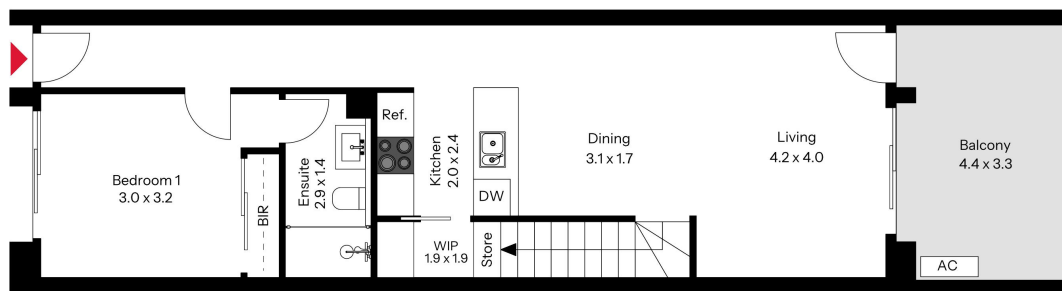 Bedroom 1
3.0 x 3.2
BIR
Ensuite
2.9 x 1.4
Ref.
Kitchen
2.0 x 2.4
DW
WIP
1.9 x 1.9
Store
Dining
3.1 x 1.7
Living
4.2 x 4.0
Balcony
4.4 x 3.3
AC